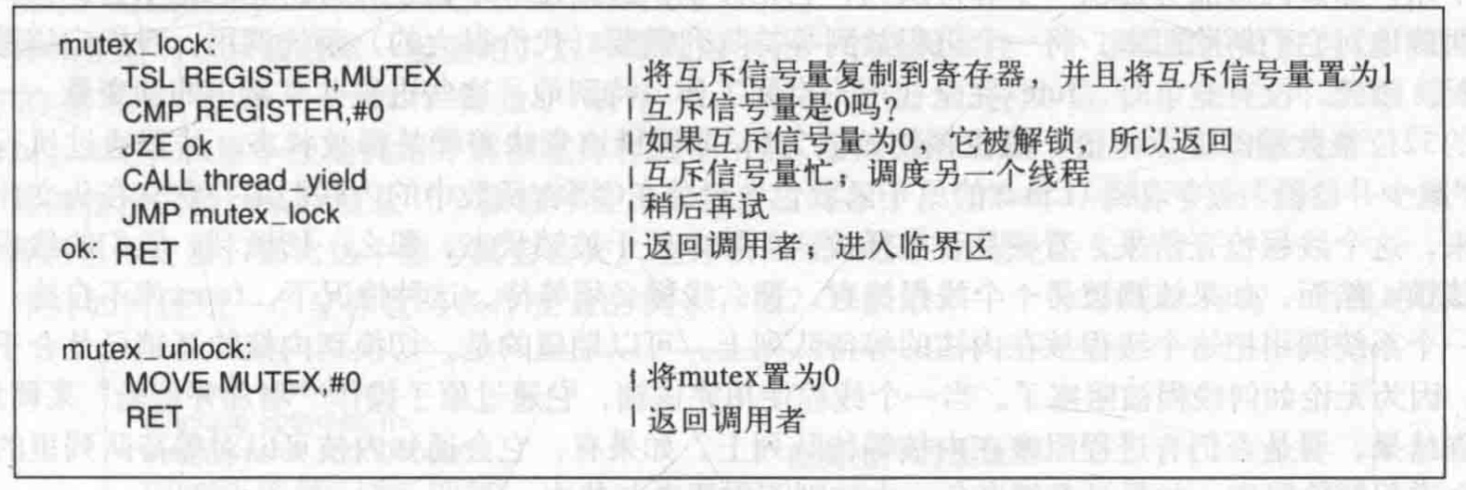 mutex_lock:
TSL REGISTER,MUTEX | 将互斥信号量复制到寄存器，并且将互斥信号量置为1
CMP REGISTER,#0 | 互斥信号量是0吗？
JZE ok | 如果互斥信号量为0，它被解锁，所以返回
CALL thread_yield | 互斥信号量忙；调度另一个线程
JMP mutex_lock | 稍后再试
ok: RET | 返回调用者；进入临界区
mutex_unlock:
MOVE MUTEX,#0 | 将mutex置为0
RET | 返回调用者